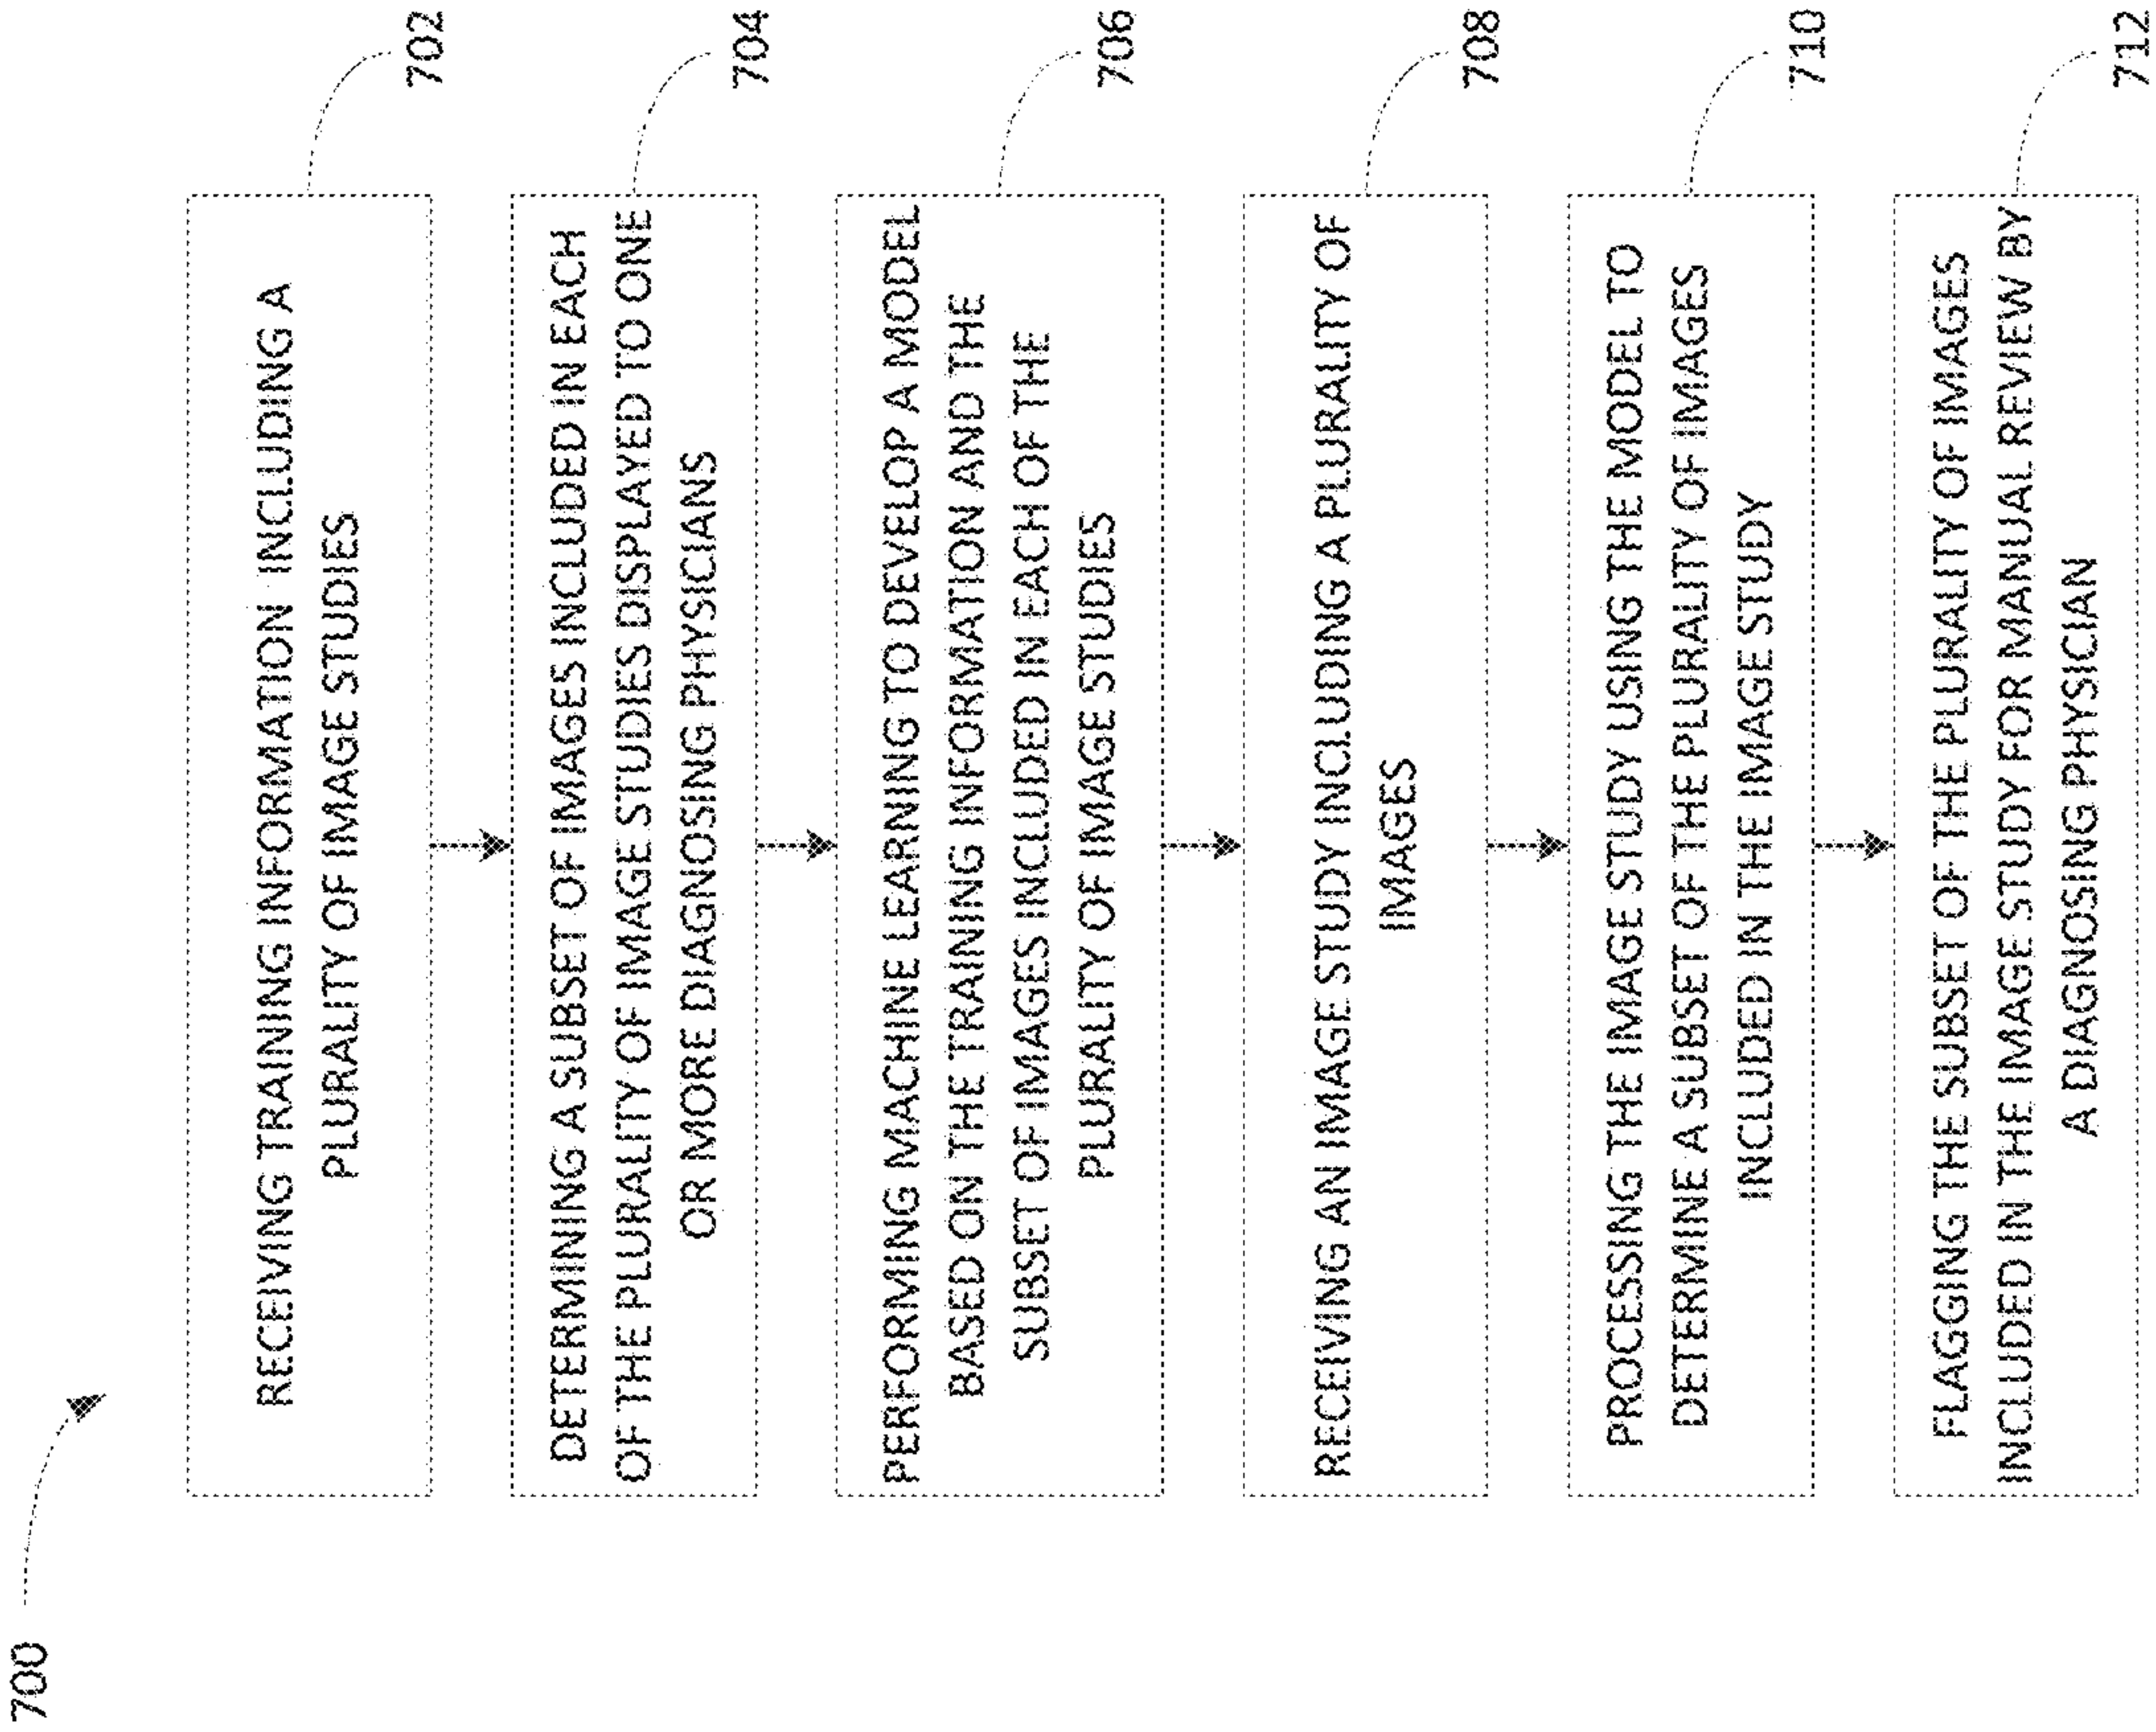 700
RECEIVING TRAINING INFORMATION INCLUDING A
PLURALITY OF IMAGE STUDIES
702
DETERMINING A SUBSET OF IMAGES INCLUDED IN EACH
OF THE PLURALITY OF IMAGE STUDIES DISPLAYED TO ONE
OR MORE DIAGNOSING PHYSICIANS
704
PERFORMING MACHINE LEARNING TO DEVELOP A MODEL
BASED ON THE TRAINING INFORMATION AND THE
SUBSET OF IMAGES INCLUDED IN EACH OF THE
PLURALITY OF IMAGE STUDIES
706
RECEIVING AN IMAGE STUDY INCLUDING A PLURALITY OF
IMAGES
708
PROCESSING THE IMAGE STUDY USING THE MODEL TO
DETERMINE A SUBSET OF THE PLURALITY OF IMAGES
INCLUDED IN THE IMAGE STUDY
710
FLAGGING THE SUBSET OF THE PLURALITY OF IMAGES
INCLUDED IN THE IMAGE STUDY FOR MANUAL REVIEW BY
A DIAGNOSING PHYSICIAN
712